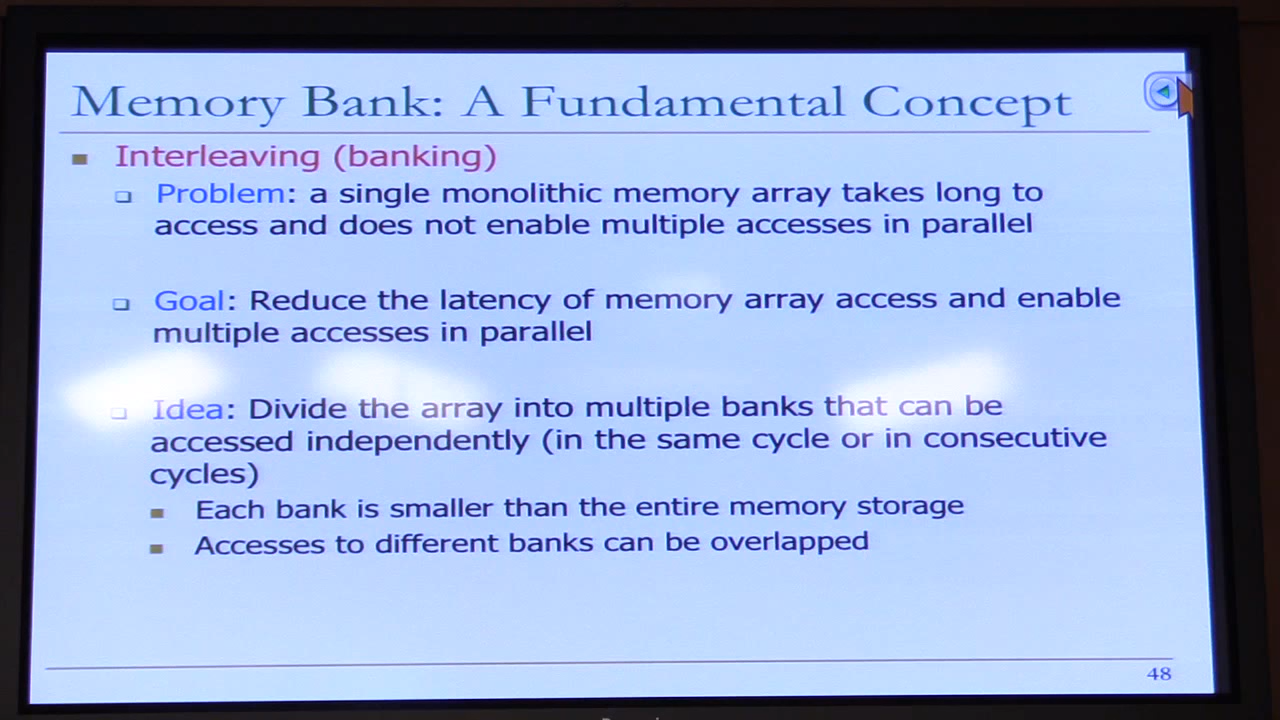 Memory Bank: A Fundamental Concept
Interleaving (banking)
Problem: a single monolithic memory array takes long to
access and does not enable multiple accesses in parallel
Goal: Reduce the latency of memory array access and enable
multiple accesses in parallel
Idea: Divide the array into multiple banks that can be
accessed independently (in the same cycle or in consecutive
cycles)
Each bank is smaller than the entire memory storage
Accesses to different banks can be overlapped
48